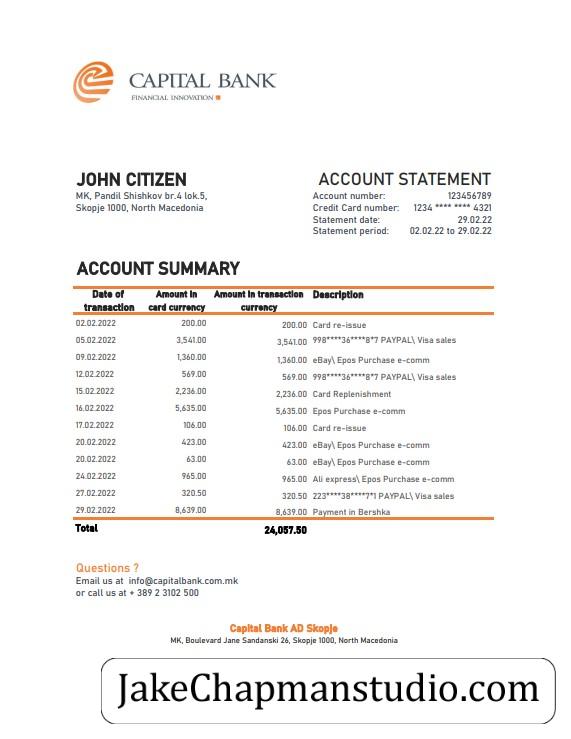 CAPITAL BANK
FINANCIAL INNOVATION
JOHN CITIZEN
MK, Pandil Shishkov br.4 lok.5,
Skopje 1000, North Macedonia
ACCOUNT STATEMENT
Account number: 123456789
Credit Card number: 1234 **** **** 4321
Statement date: 29.02.22
Statement period: 02.02.22 to 29.02.22
ACCOUNT SUMMARY
Date of transaction Amount in card currency Amount in transaction currency Description
02.02.2022 200.00 200.00 Card re-issue
05.02.2022 3,541.00 3,541.00 998****36****8*7 PAYPAL\ Visa sales
09.02.2022 1,360.00 1,360.00 eBay\ Epos Purchase e-comm
12.02.2022 569.00 569.00 998****36****8*7 PAYPAL\ Visa sales
15.02.2022 2,236.00 2,236.00 Card Replenishment
16.02.2022 5,635.00 5,635.00 Epos Purchase e-comm
17.02.2022 106.00 106.00 Card re-issue
20.02.2022 423.00 423.00 eBay\ Epos Purchase e-comm
20.02.2022 63.00 63.00 eBay\ Epos Purchase e-comm
24.02.2022 965.00 965.00 Ali express\ Epos Purchase e-comm
27.02.2022 320.50 320.50 223****38****7*1 PAYPAL\ Visa sales
29.02.2022 8,639.00 8,639.00 Payment in Bershka
Total 24,057.50
Questions ?
Email us at info@capitalbank.com.mk
or call us at + 389 2 3102 500
Capital Bank AD Skopje
MK, Boulevard Jane Sandanski 26, Skopje 1000, North Macedonia
JakeChapmanstudio.com